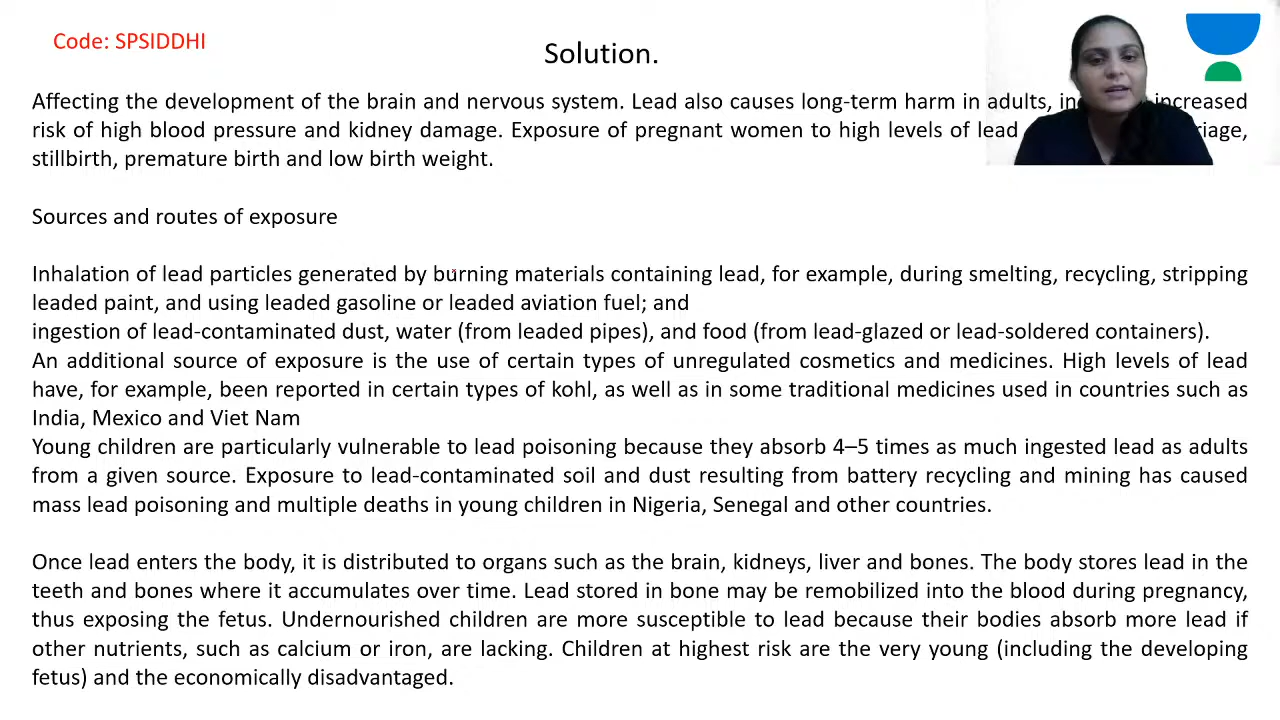 Code: SPSIDDHI
Solution.
Affecting the development of the brain and nervous system. Lead also causes long-term harm in adults, increased
risk of high blood pressure and kidney damage. Exposure of pregnant women to high levels of lead
stillbirth, premature birth and low birth weight.
Sources and routes of exposure
Inhalation of lead particles generated by burning materials containing lead, for example, during smelting, recycling, stripping
leaded paint, and using leaded gasoline or leaded aviation fuel; and
ingestion of lead-contaminated dust, water (from leaded pipes), and food (from lead-glazed or lead-soldered containers).
An additional source of exposure is the use of certain types of unregulated cosmetics and medicines. High levels of lead
have, for example, been reported in certain types of kohl, as well as in some traditional medicines used in countries such as
India, Mexico and Viet Nam
Young children are particularly vulnerable to lead poisoning because they absorb 4–5 times as much ingested lead as adults
from a given source. Exposure to lead-contaminated soil and dust resulting from battery recycling and mining has caused
mass lead poisoning and multiple deaths in young children in Nigeria, Senegal and other countries.
Once lead enters the body, it is distributed to organs such as the brain, kidneys, liver and bones. The body stores lead in the
teeth and bones where it accumulates over time. Lead stored in bone may be remobilized into the blood during pregnancy,
thus exposing the fetus. Undernourished children are more susceptible to lead because their bodies absorb more lead if
other nutrients, such as calcium or iron, are lacking. Children at highest risk are the very young (including the developing
fetus) and the economically disadvantaged.